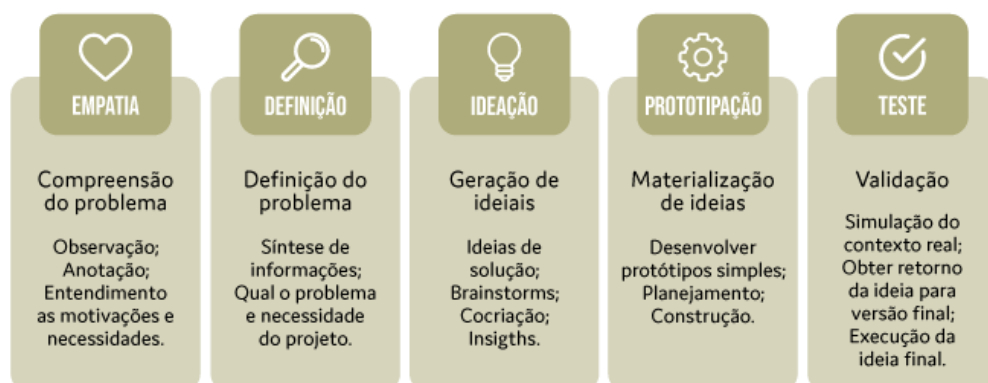 EMPATIA
Compreensão
do problema
Observação;
Anotação;
Entendimento
as motivações e
necessidades.
DEFINIÇÃO
Definição do
problema
Síntese de
informações;
Qual o problema
e necessidade
do projeto.
IDEAÇÃO
Geração de
ideiais
Ideias de
solução;
Brainstorms;
Cocriação;
Insigths.
PROTOTIPAÇÃO
Materialização
de ideias
Desenvolver
protótipos simples;
Planejamento;
Construção.
TESTE
Validação
Simulação do
contexto real;
Obter retorno
da ideia para
versão final;
Execução da
ideia final.